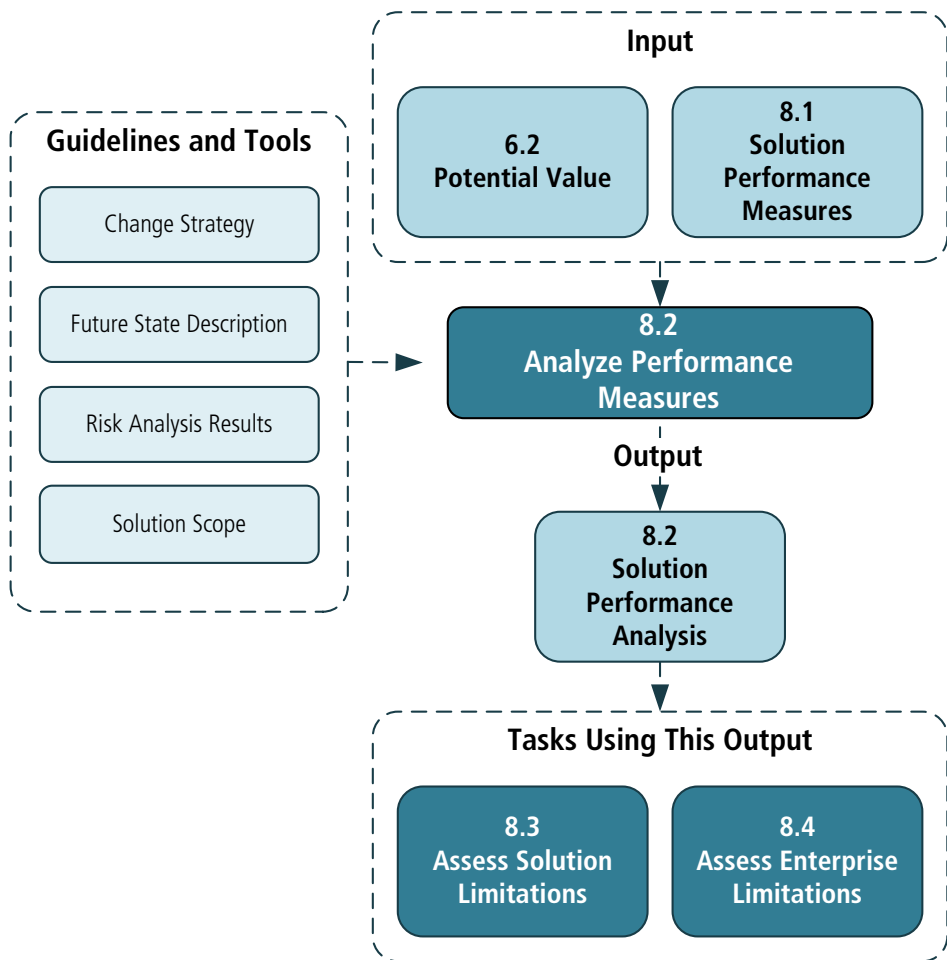 Input
6.2
Potential Value
8.1
Solution
Performance
Measures
Guidelines and Tools
Change Strategy
Future State Description
Risk Analysis Results
Solution Scope
8.2
Analyze Performance
Measures
Output
8.2
Solution
Performance
Analysis
Tasks Using This Output
8.3
Assess Solution
Limitations
8.4
Assess Enterprise
Limitations